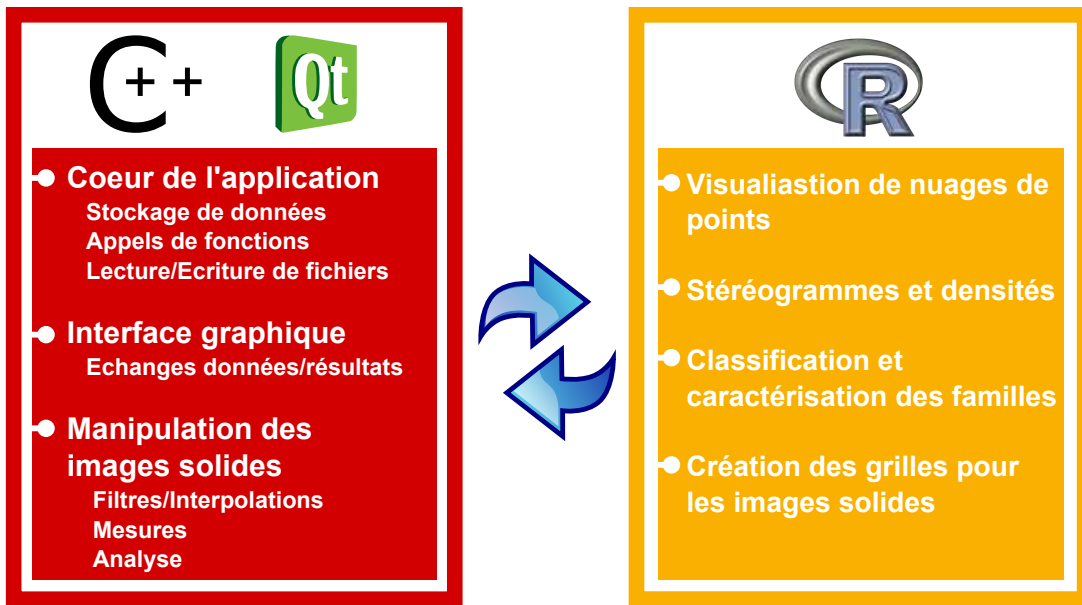 C++
Qt
Coeur de l'application
Stockage de données
Appels de fonctions
Lecture/Ecriture de fichiers
Interface graphique
Echanges données/résultats
Manipulation des
images solides
Filtres/Interpolations
Mesures
Analyse
R
Visualiastion de nuages de
points
Stéréogrammes et densités
Classification et
caractérisation des familles
Création des grilles pour
les images solides